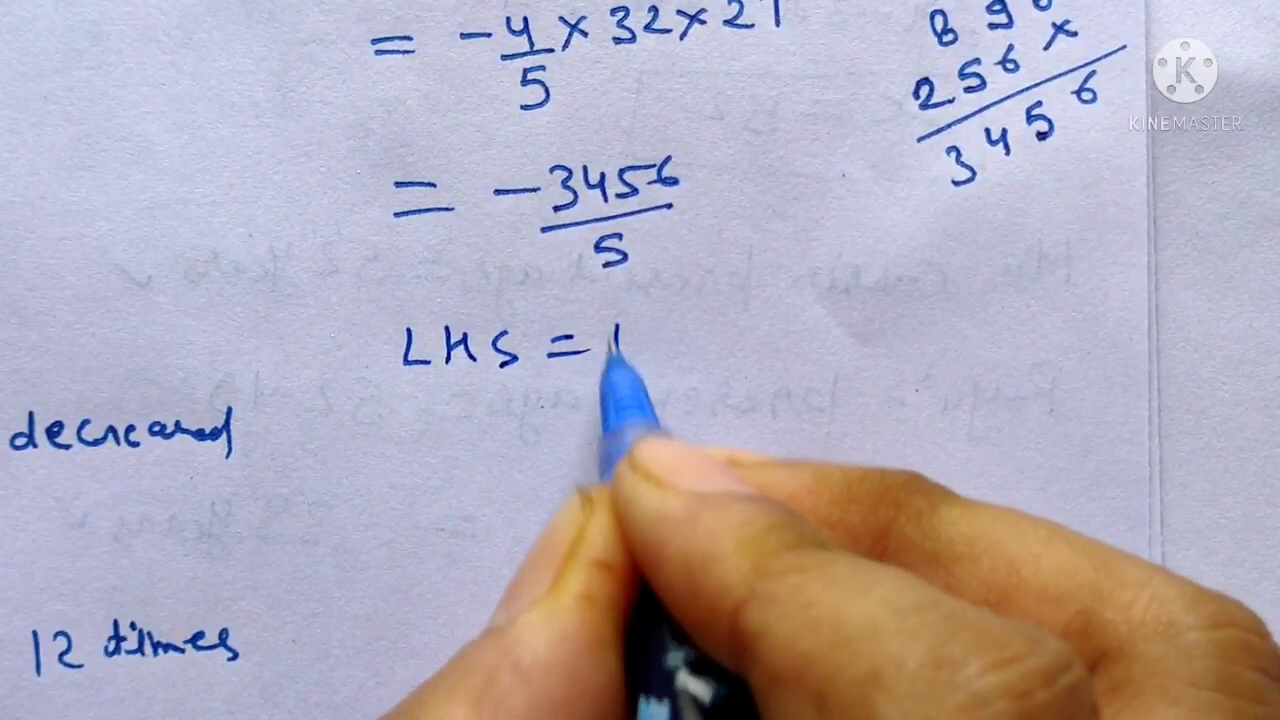 = -4/5 × 32 × 27
8 9 6
2 5 6 ×
3 4 5 6
= -3456/5
LHS =
decreased
12 times
KINEMASTER